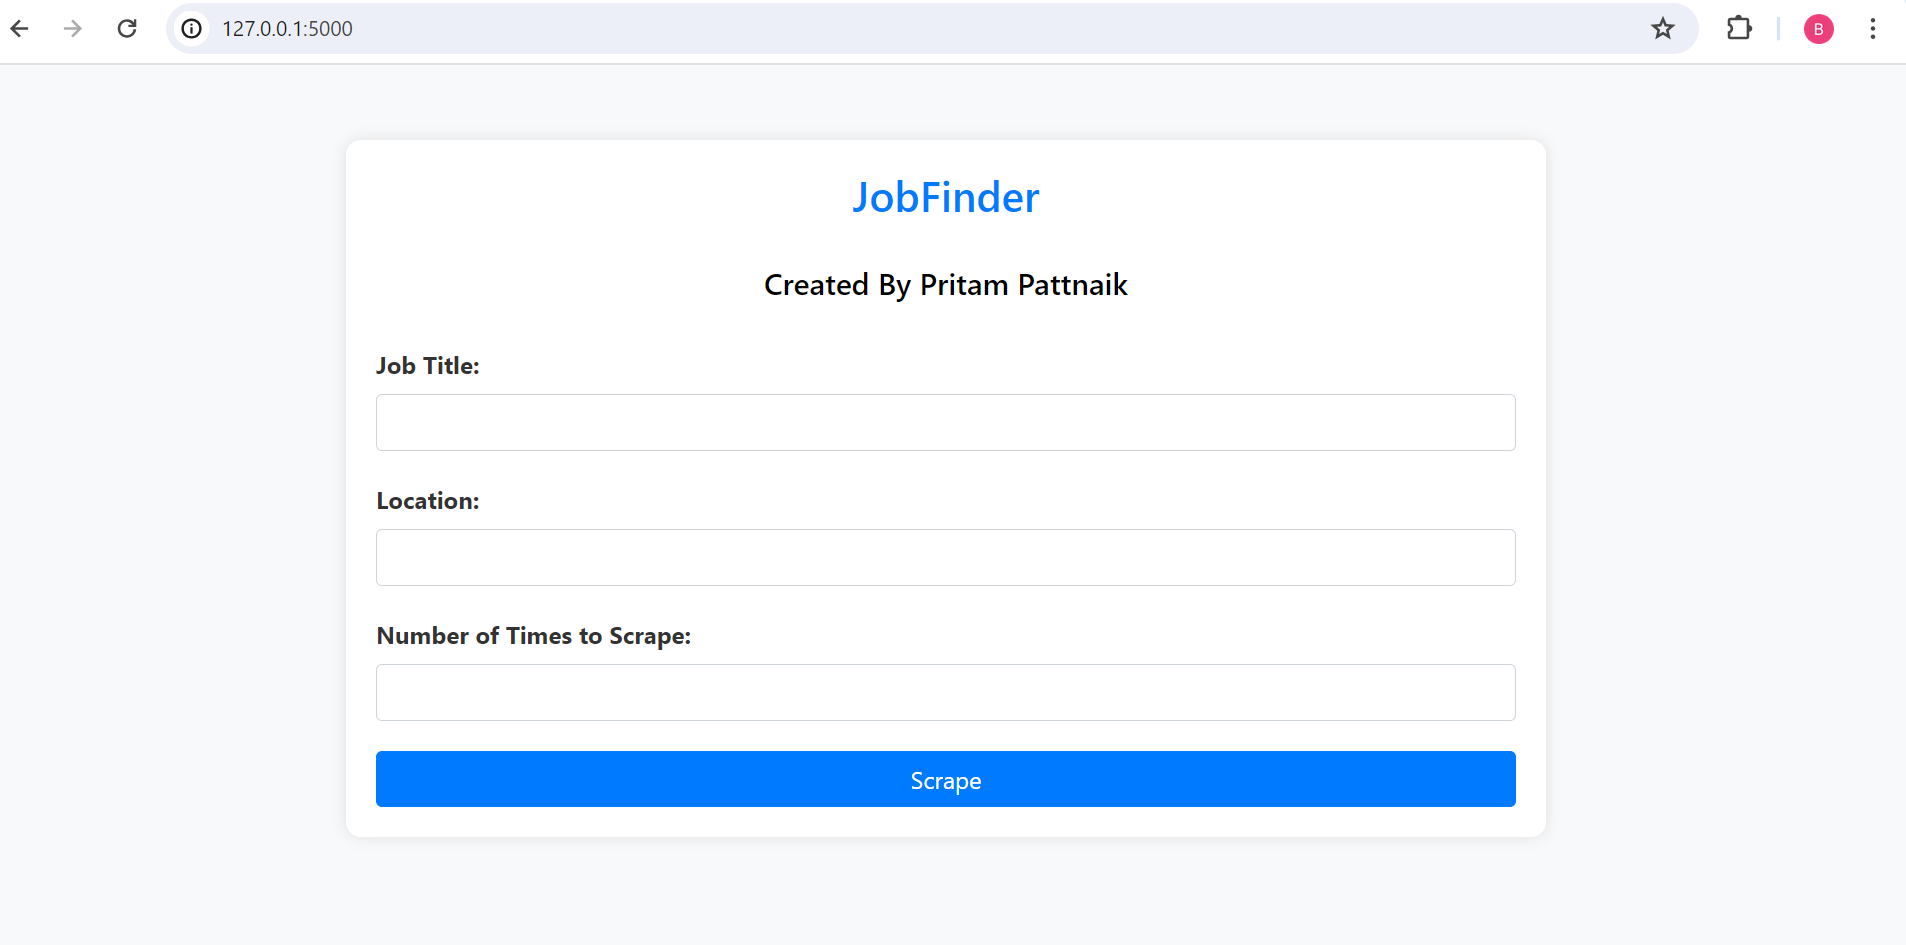 127.0.0.1:5000
B
JobFinder
Created By Pritam Pattnaik
Job Title:
Location:
Number of Times to Scrape:
Scrape